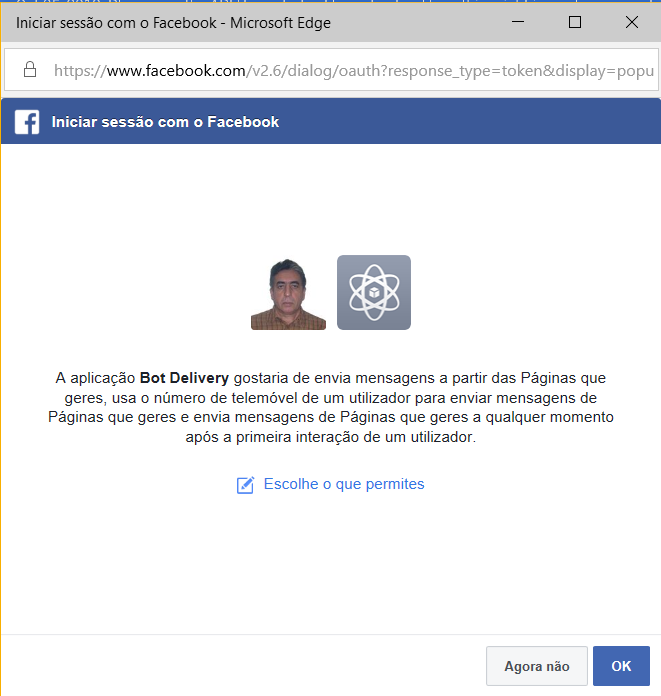 Iniciar sessão com o Facebook - Microsoft Edge
https://www.facebook.com/v2.6/dialog/oauth?response_type=token&display=popu
Iniciar sessão com o Facebook
A aplicação Bot Delivery gostaria de envia mensagens a partir das Páginas que
geres, usa o número de telemóvel de um utilizador para enviar mensagens de
Páginas que geres e envia mensagens de Páginas que geres a qualquer momento
após a primeira interação de um utilizador.
Escolhe o que permites
Agora não
OK